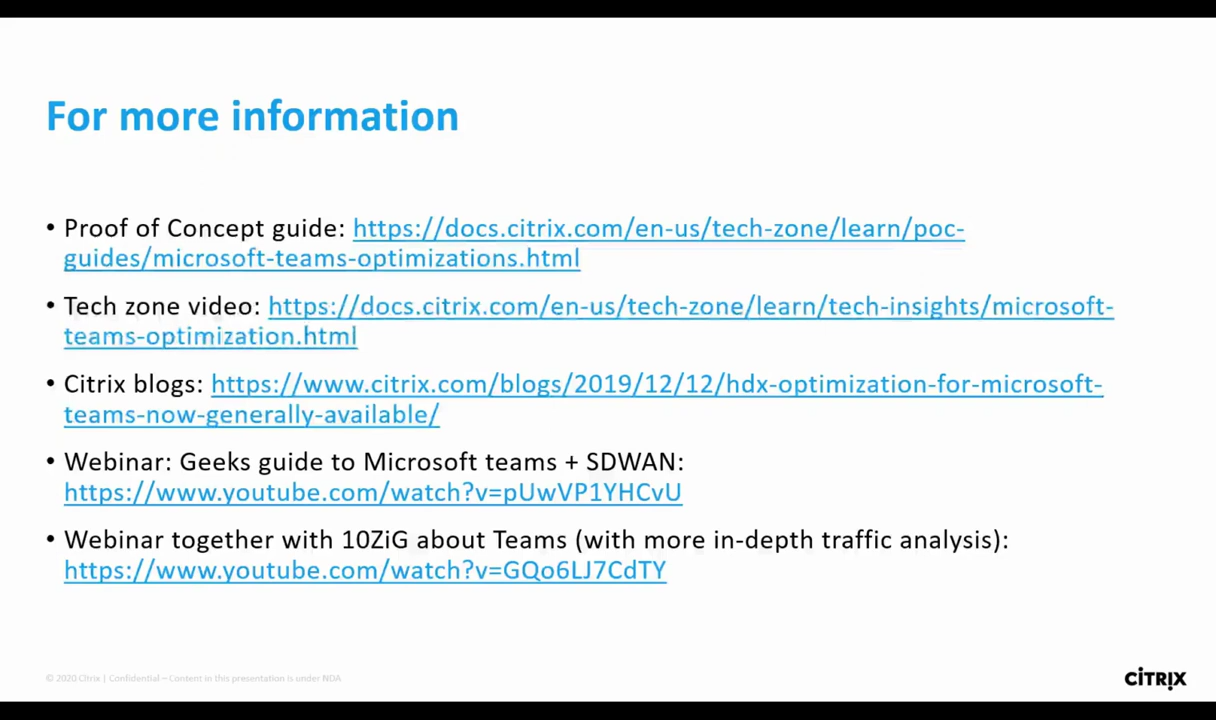 For more information
• Proof of Concept guide: https://docs.citrix.com/en-us/tech-zone/learn/poc-
guides/microsoft-teams-optimizations.html
• Tech zone video: https://docs.citrix.com/en-us/tech-zone/learn/tech-insights/microsoft-
teams-optimization.html
• Citrix blogs: https://www.citrix.com/blogs/2019/12/12/hdx-optimization-for-microsoft-
teams-now-generally-available/
• Webinar: Geeks guide to Microsoft teams + SDWAN:
https://www.youtube.com/watch?v=pUwVP1YHCvU
• Webinar together with 10ZiG about Teams (with more in-depth traffic analysis):
https://www.youtube.com/watch?v=GQo6LJ7CdTY
© 2020 Citrix | Confidential – Content in this presentation is under NDA
citrix